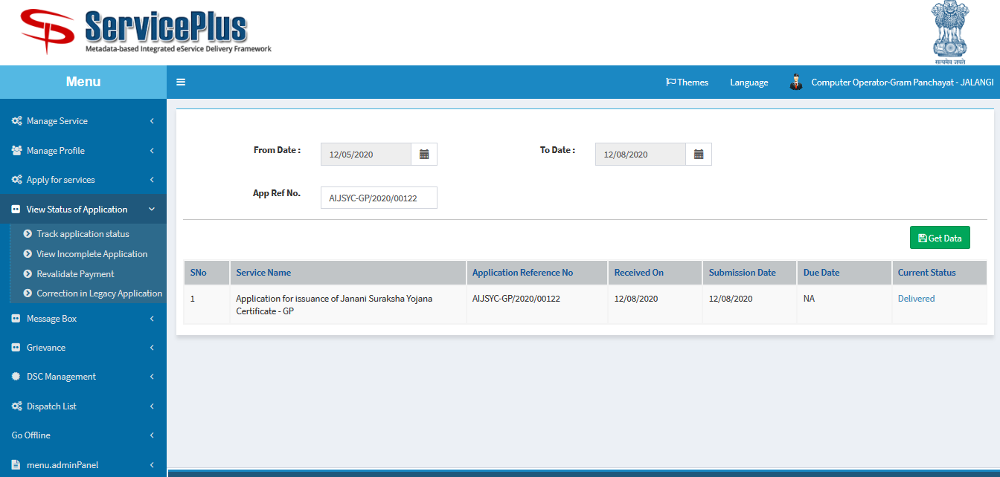 ServicePlus
Metadata-based Integrated eService Delivery Framework
सत्यमेव जयते
Menu
Themes
Language
Computer Operator-Gram Panchayat - JALANGI
Manage Service
Manage Profile
Apply for services
View Status of Application
Track application status
View Incomplete Application
Revalidate Payment
Correction in Legacy Application
Message Box
Grievance
DSC Management
Dispatch List
Go Offline
menu.adminPanel
From Date :
12/05/2020
To Date :
12/08/2020
App Ref No.
AIJSYC-GP/2020/00122
Get Data
SNo Service Name Application Reference No Received On Submission Date Due Date Current Status
1 Application for issuance of Janani Suraksha Yojana AIJSYC-GP/2020/00122 12/08/2020 12/08/2020 NA Delivered
Certificate - GP